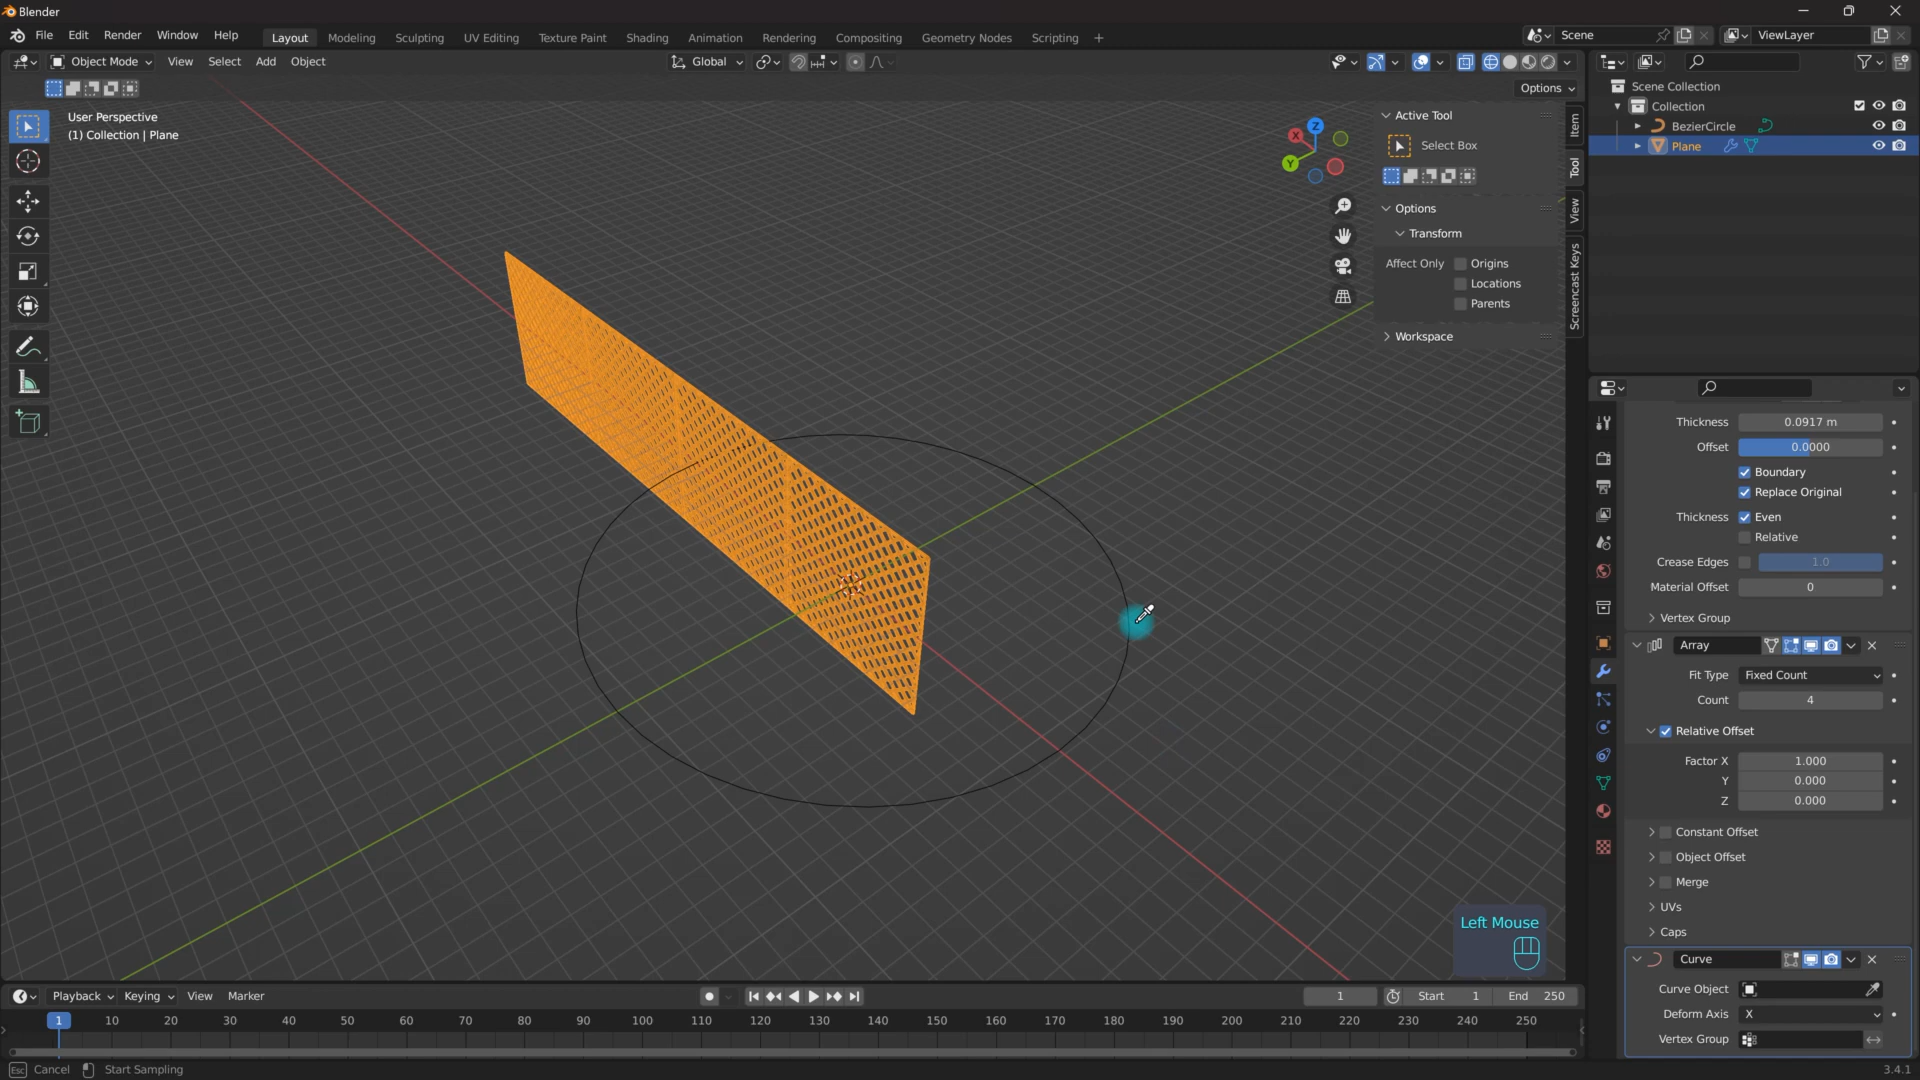 Blender
File Edit Render Window Help
Layout Modeling Sculpting UV Editing Texture Paint Shading Animation Rendering Compositing Geometry Nodes Scripting +
Scene
ViewLayer
Object Mode View Select Add Object
Global
Options
User Perspective
(1) Collection | Plane
Z
X
Y
Active Tool
Select Box
Options
Transform
Affect Only Origins
Locations
Parents
Workspace
Item
Tool
View
Screencast Keys
Scene Collection
Collection
BezierCircle
Plane
Thickness 0.0917 m
Offset 0.0000
Boundary
Replace Original
Thickness Even
Relative
Crease Edges 1.0
Material Offset 0
Vertex Group
Array
Fit Type Fixed Count
Count 4
Relative Offset
Factor X 1.000
Y 0.000
Z 0.000
Constant Offset
Object Offset
Merge
UVs
Caps
Curve
Curve Object
Deform Axis X
Vertex Group
Left Mouse
Playback Keying View Marker
1 Start 1 End 250
1 10 20 30 40 50 60 70 80 90 100 110 120 130 140 150 160 170 180 190 200 210 220 230 240 250
Esc Cancel Start Sampling
3.4.1